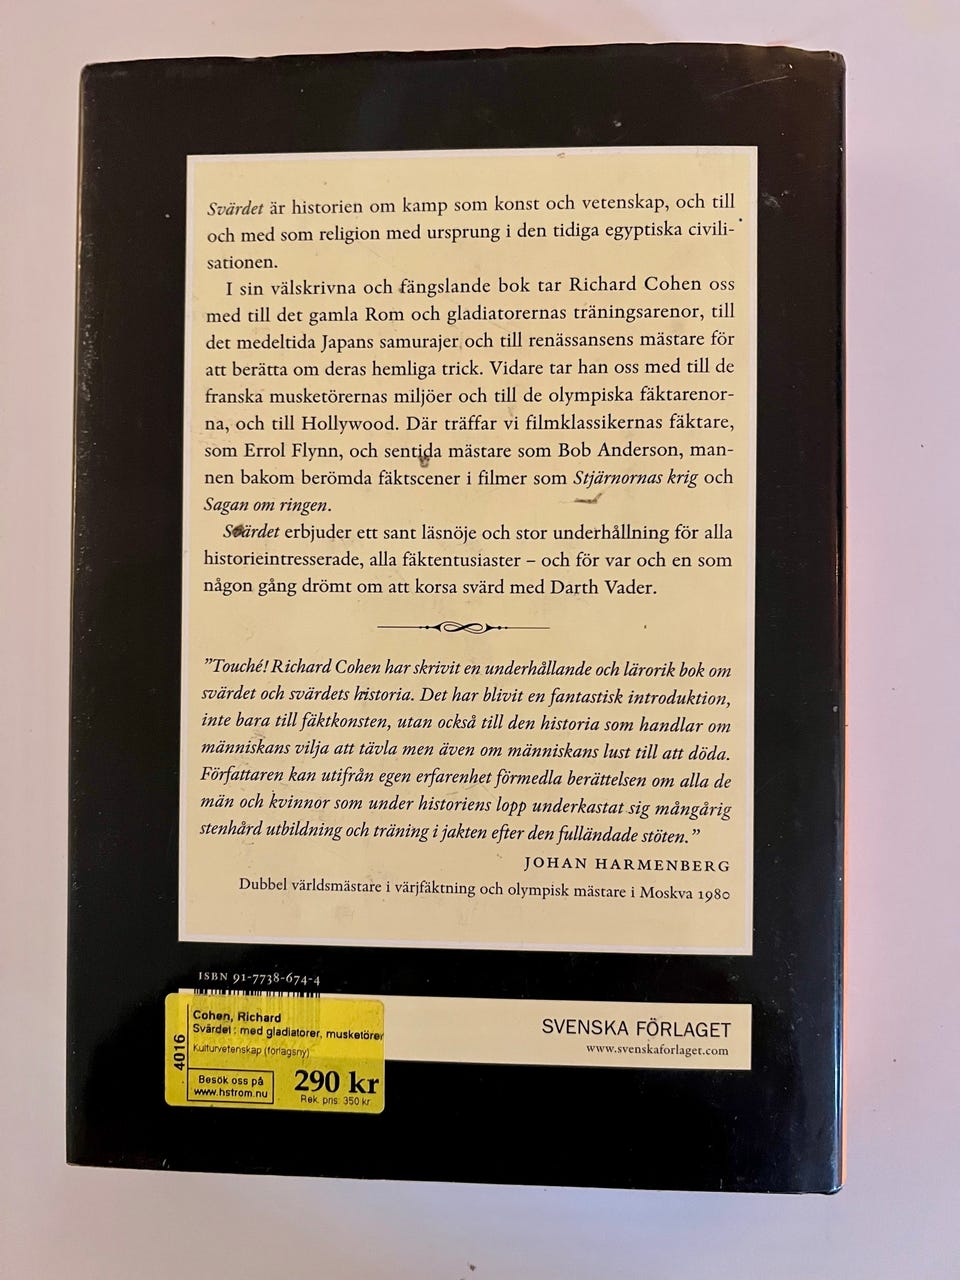 Svärdet är historien om kamp som konst och vetenskap, och till
och med som religion med ursprung i den tidiga egyptiska civili-
sationen.
I sin välskrivna och fängslande bok tar Richard Cohen oss
med till det gamla Rom och gladiatorernas träningsarenor, till
det medeltida Japans samurajer och till renässansens mästare för
att berätta om deras hemliga trick. Vidare tar han oss med till de
franska musketörernas miljöer och till de olympiska fäktarenor-
na, och till Hollywood. Där träffar vi filmklassikernas fäktare,
som Errol Flynn, och sentida mästare som Bob Anderson, man-
nen bakom berömda fäktscener i filmer som Stjärnornas krig och
Sagan om ringen.
Svärdet erbjuder ett sant läsnöje och stor underhållning för alla
historieintresserade, alla fäktentusiaster – och för var och en som
någon gång drömt om att korsa svärd med Darth Vader.
”Touché! Richard Cohen har skrivit en underhållande och lärorik bok om
svärdet och svärdets historia. Det har blivit en fantastisk introduktion,
inte bara till fäktkonsten, utan också till den historia som handlar om
människans vilja att tävla men även om människans lust till att döda.
Författaren kan utifrån egen erfarenhet förmedla berättelsen om alla de
män och kvinnor som under historiens lopp underkastat sig mångårig
stenhård utbildning och träning i jakten efter den fulländade stöten.”
JOHAN HARMENBERG
Dubbel världsmästare i värjfäktning och olympisk mästare i Moskva 1980
ISBN 91-7738-674-4
SVENSKA FÖRLAGET
www.svenskaforlaget.com
4016
Cohen, Richard
Svärdet : med gladiatorer, musketörer
Kulturvetenskap (förlagsny)
Besök oss på
www.hstrom.nu
290 kr
Rek. pris: 350 kr